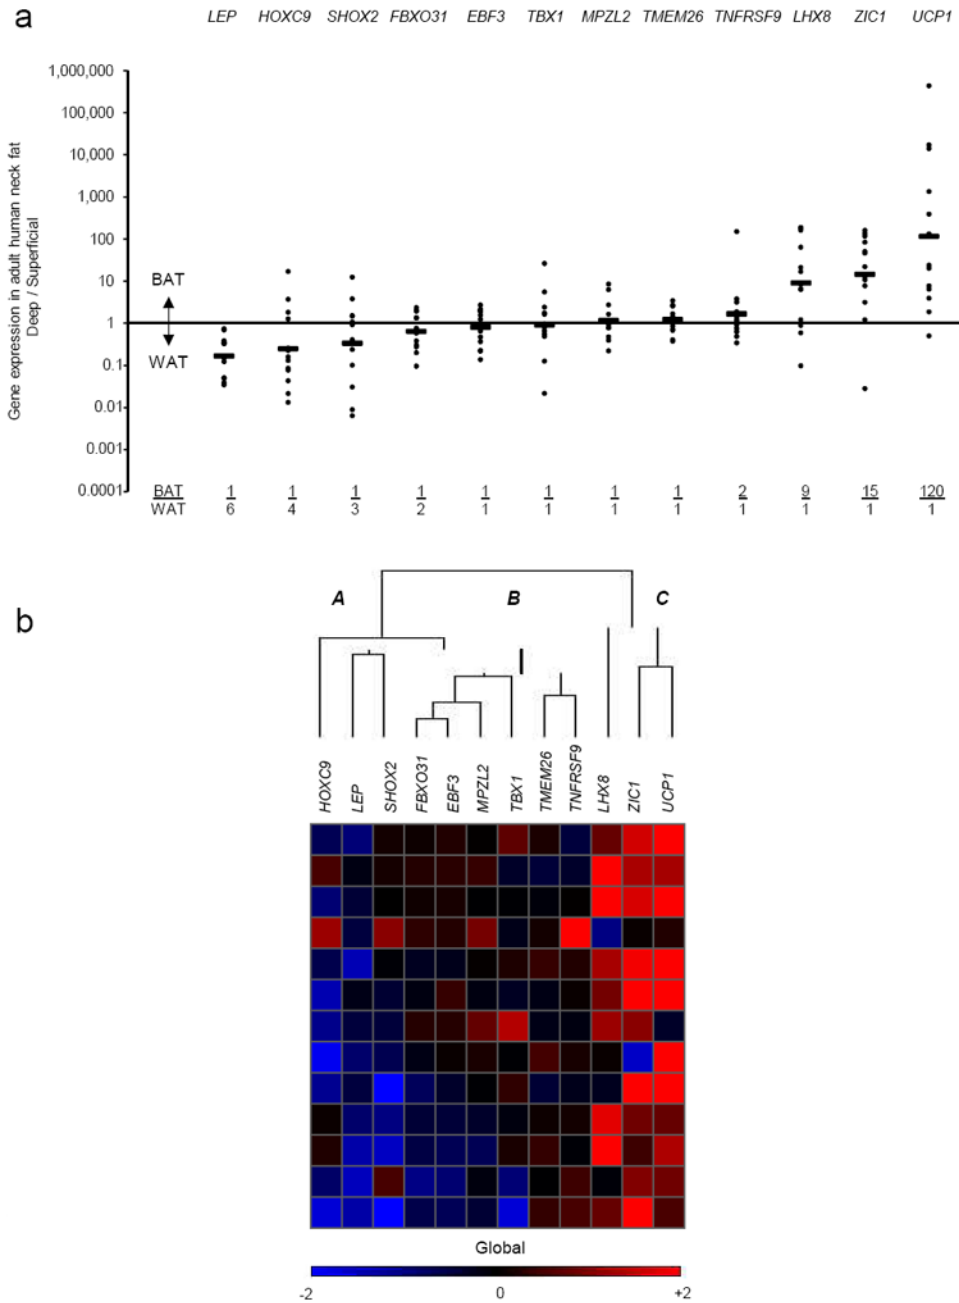 a
LEP HOXC9 SHOX2 FBXO31 EBF3 TBX1 MPZL2 TMEM26 TNFRSF9 LHX8 ZIC1 UCP1
Gene expression in adult human neck fat
Deep / Superficial
1,000,000
100,000
10,000
1,000
100
10
1
0.1
0.01
0.001
0.0001
BAT
WAT
BAT 1 1 1 1 1 1 1 1 2 9 15 120
WAT 6 4 3 2 1 1 1 1 1 1 1 1
b
A B C
HOXC9 LEP SHOX2 FBXO31 EBF3 MPZL2 TBX1 TMEM26 TNFRSF9 LHX8 ZIC1 UCP1
Global
-2 0 +2